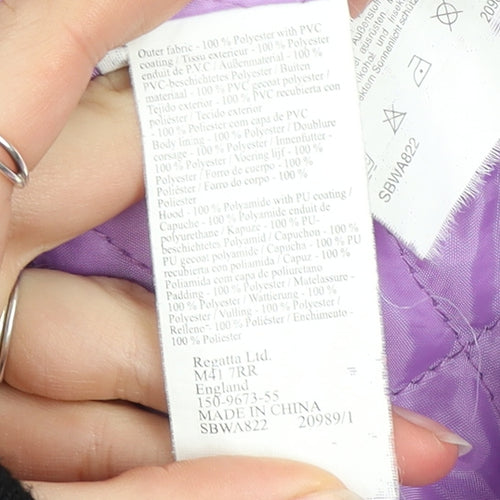 Outer fabric - 100 % Polyester with PVC
coating / Tissu exterieur - 100 % Polyester
enduit de P.V.C / Außenmaterial - 100 %
PVC-beschichtetes Polyester / Buiten
materiaal - 100 % PVC gecoat polyester /
Tejido exterior - 100 % PVC recubierta con
poliéster / Tecido exterior
- 100 % Poliester com capa de PVC
Body lining - 100 % Polyester / Doublure
corsage - 100 % Polyester / Innenfutter -
100 % Polyester / Voering lijf - 100 %
Polyester / Forro de cuerpo - 100 %
Poliéster / Forro do corpo - 100 %
Poliester
Hood - 100 % Polyamide with PU coating /
Capuche - 100 % Polyamide enduit de
polyurethane / Kapuze - 100 % PU-
beschichtetes Polyamid / Capuchon - 100 %
PU gecoat polyamide / Capucha - 100 % PU
recubierta con poliamida / Capuz - 100 %
Poliamida com capa de poliuretano
Padding - 100 % Polyester / Matelassure -
100 % Polyester / Wattierung - 100 %
Polyester / Vulling - 100 % Polyester /
Relleno - 100 % Poliéster / Enchimento -
100 % Poliester
Regatta Ltd.
M41 7RR
England
150-9673-55
MADE IN CHINA
SBWA822 20989/1
SBWA822
2098